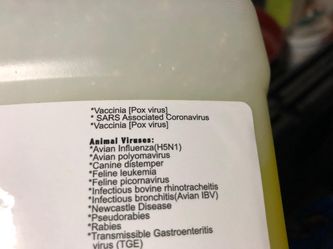 *Vaccinia [Pox virus]
* SARS Associated Coronavirus
*Vaccinia [Pox virus]
Animal Viruses:
*Avian Influenza(H5N1)
*Avian polyomavirus
*Canine distemper
*Feline leukemia
*Feline picornavirus
*Infectious bovine rhinotracheitis
*Infectious bronchitis(Avian IBV)
*Newcastle Disease
*Pseudorabies
*Rabies
*Transmissible Gastroenteritis
virus (TGE)